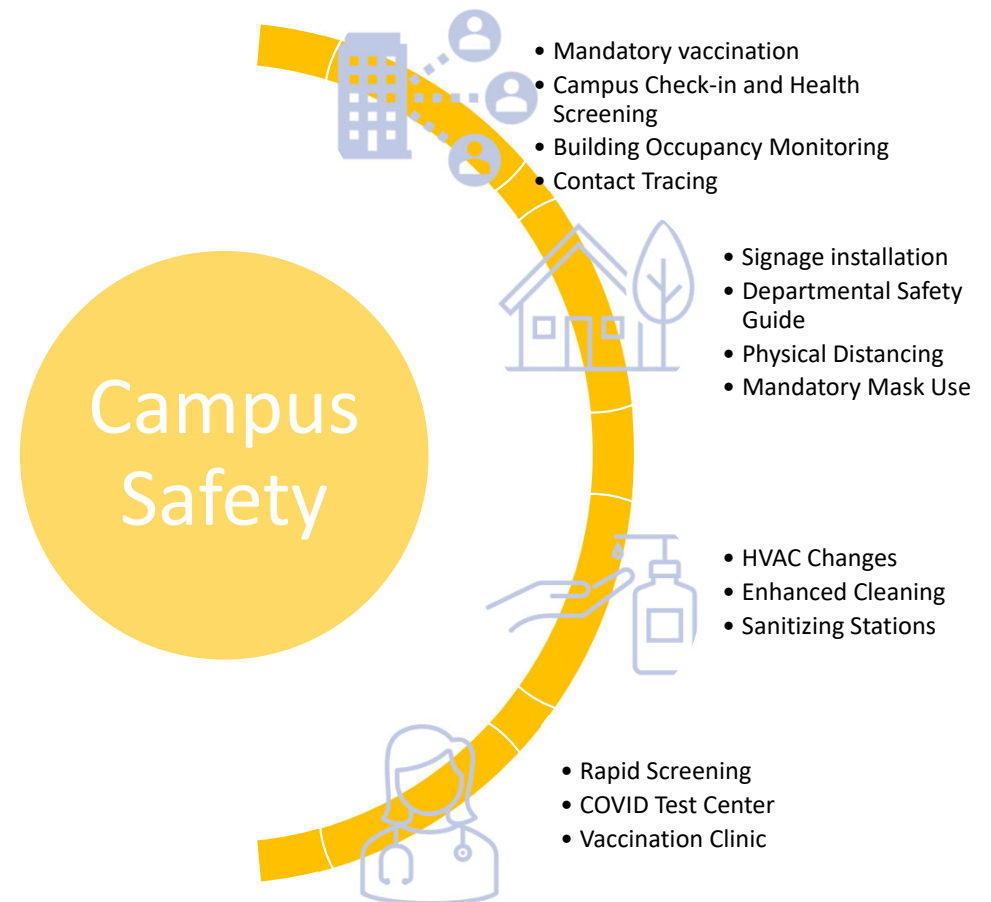 • Mandatory vaccination
• Campus Check-in and Health
Screening
• Building Occupancy Monitoring
• Contact Tracing
• Signage installation
• Departmental Safety
Guide
• Physical Distancing
• Mandatory Mask Use
Campus
Safety
• HVAC Changes
• Enhanced Cleaning
• Sanitizing Stations
• Rapid Screening
• COVID Test Center
• Vaccination Clinic